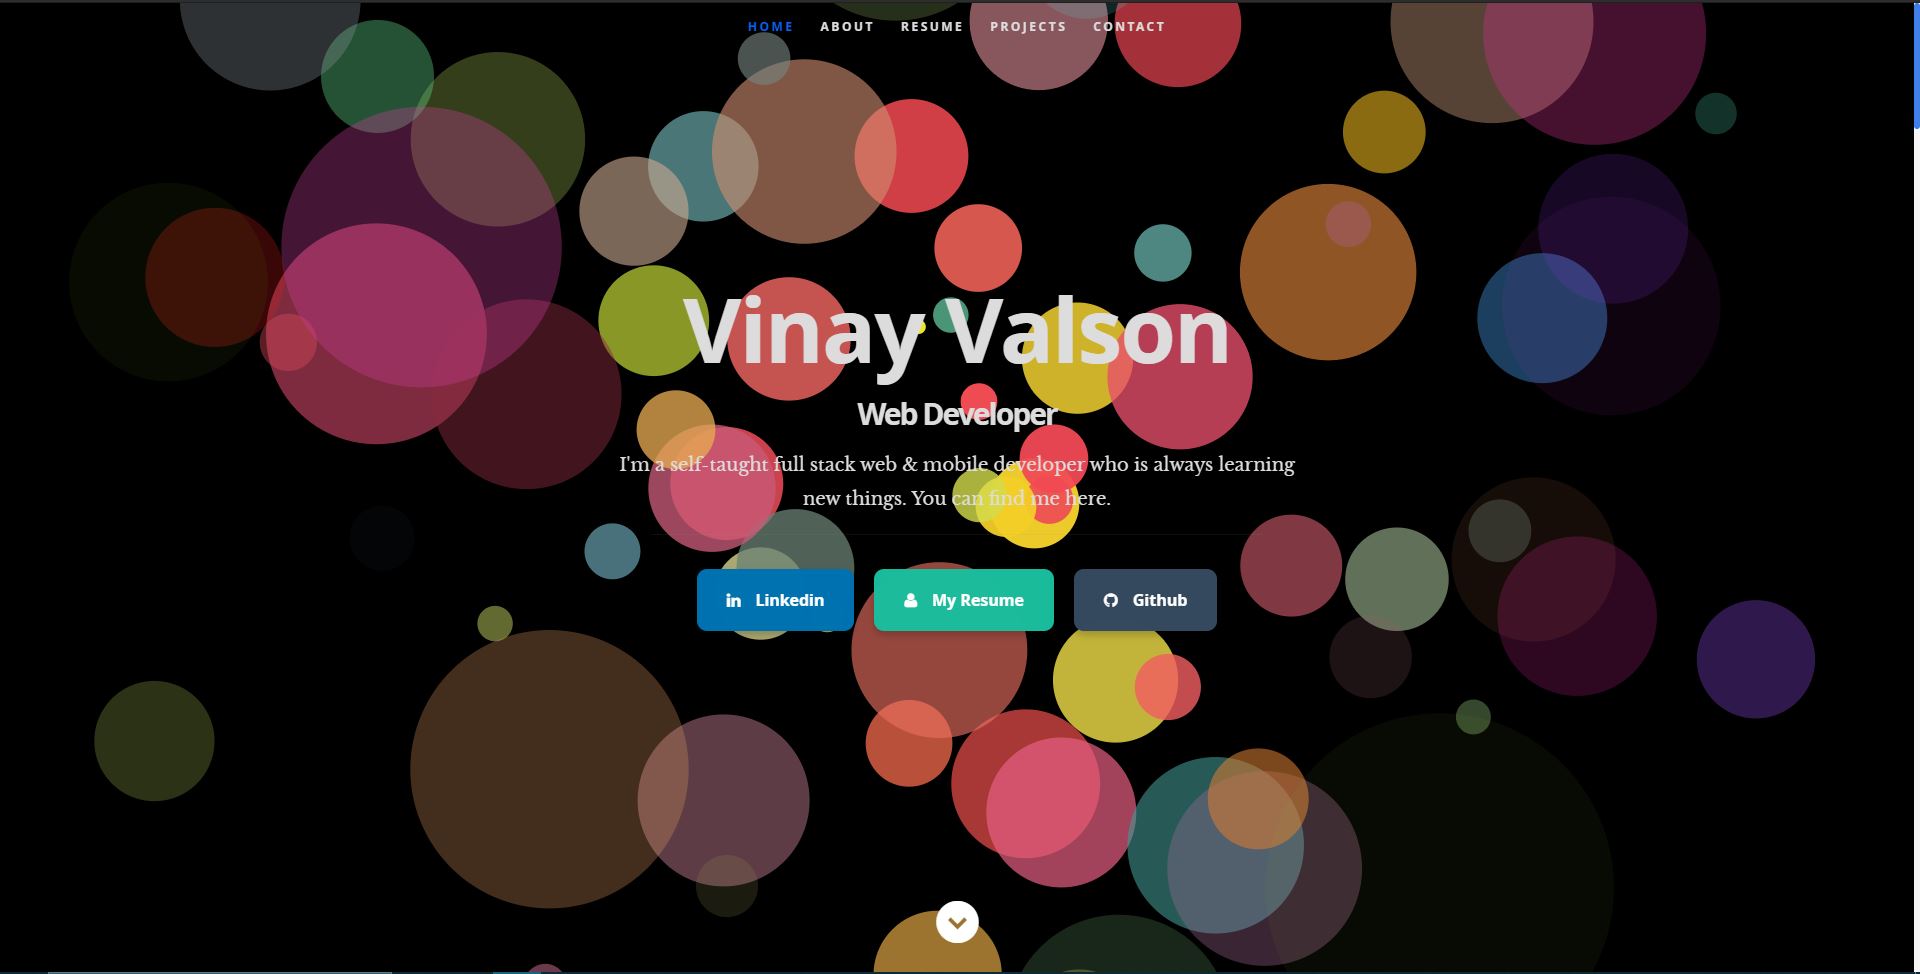 HOME ABOUT RESUME PROJECTS CONTACT
Vinay Valson
Web Developer
I'm a self-taught full stack web & mobile developer who is always learning
new things. You can find me here.
Linkedin My Resume Github